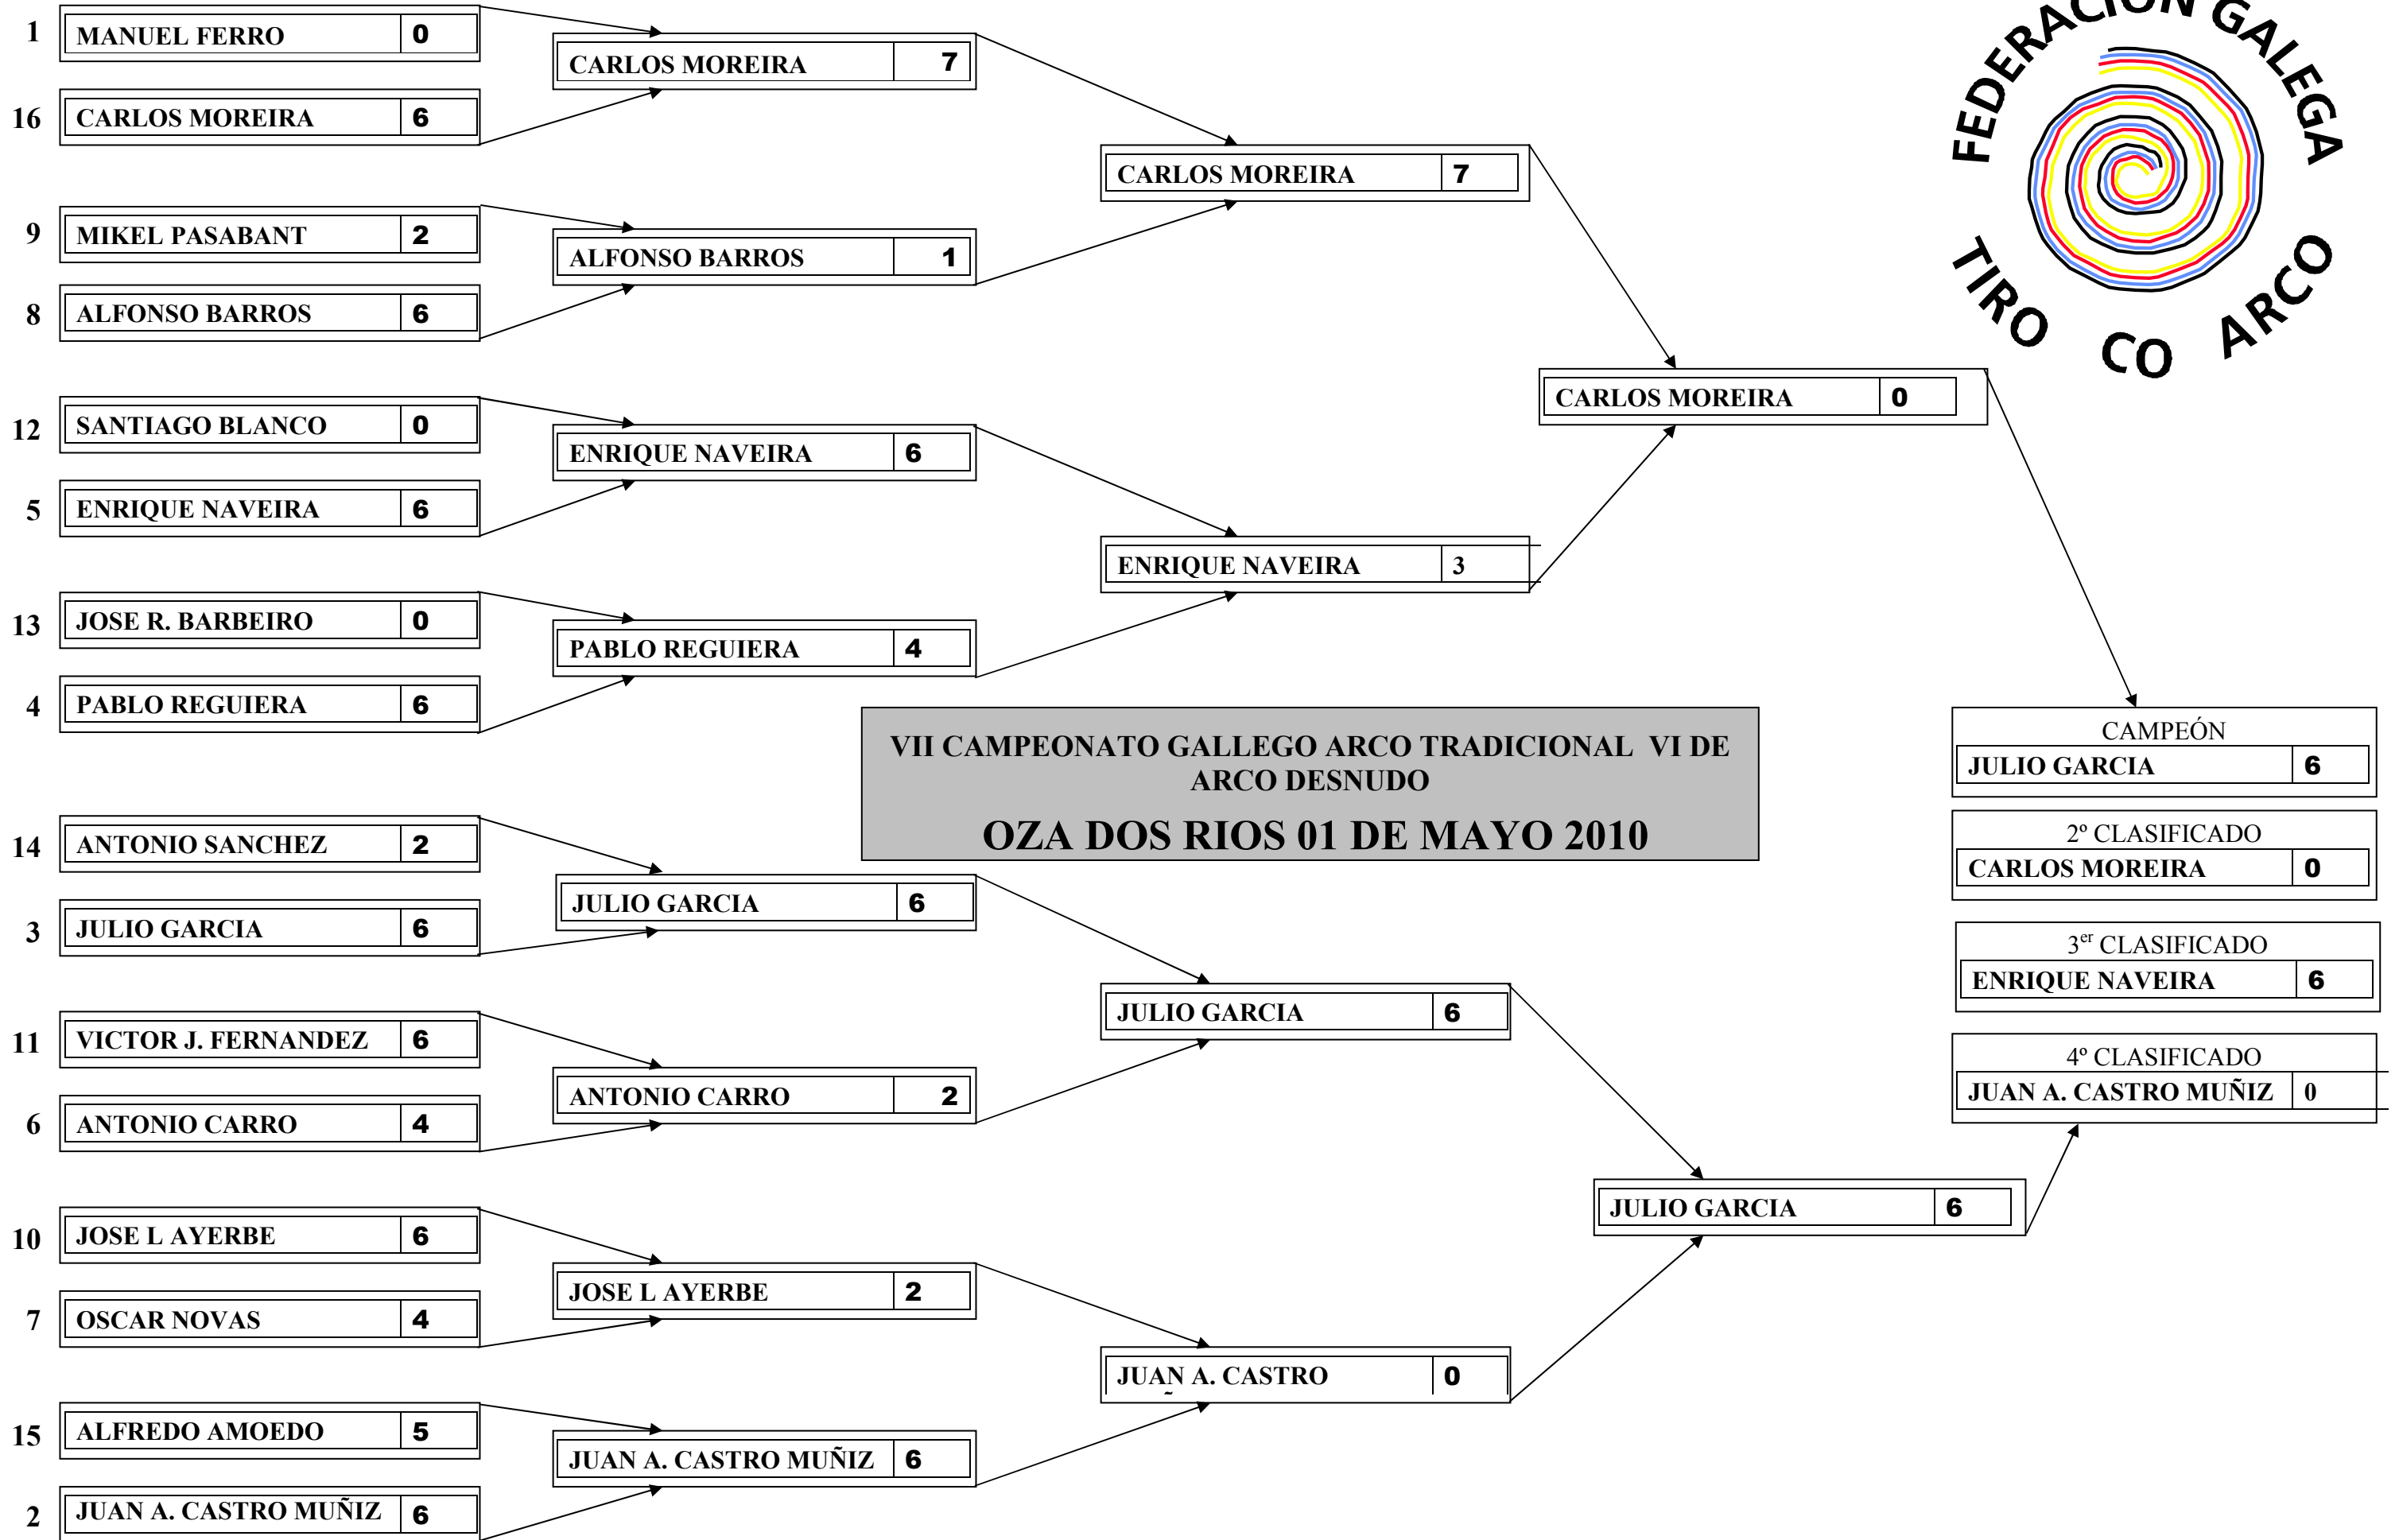 1 MANUEL FERRO 0
16 CARLOS MOREIRA 6
9 MIKEL PASABANT 2
8 ALFONSO BARROS 6
12 SANTIAGO BLANCO 0
5 ENRIQUE NAVEIRA 6
13 JOSE R. BARBEIRO 0
4 PABLO REGUIERA 6
14 ANTONIO SANCHEZ 2
3 JULIO GARCIA 6
11 VICTOR J. FERNANDEZ 6
6 ANTONIO CARRO 4
10 JOSE L AYERBE 6
7 OSCAR NOVAS 4
15 ALFREDO AMOEDO 5
2 JUAN A. CASTRO MUÑIZ 6
CARLOS MOREIRA 7
ALFONSO BARROS 1
ENRIQUE NAVEIRA 6
PABLO REGUIERA 4
JULIO GARCIA 6
ANTONIO CARRO 2
JOSE L AYERBE 2
JUAN A. CASTRO MUÑIZ 6
CARLOS MOREIRA 7
ENRIQUE NAVEIRA 3
JULIO GARCIA 6
JUAN A. CASTRO 0
CARLOS MOREIRA 0
JULIO GARCIA 6
VII CAMPEONATO GALLEGO ARCO TRADICIONAL VI DE
ARCO DESNUDO
OZA DOS RIOS 01 DE MAYO 2010
FEDERACIÓN GALEGA
TIRO CO ARCO
CAMPEÓN
JULIO GARCIA 6
2º CLASIFICADO
CARLOS MOREIRA 0
3er CLASIFICADO
ENRIQUE NAVEIRA 6
4º CLASIFICADO
JUAN A. CASTRO MUÑIZ 0